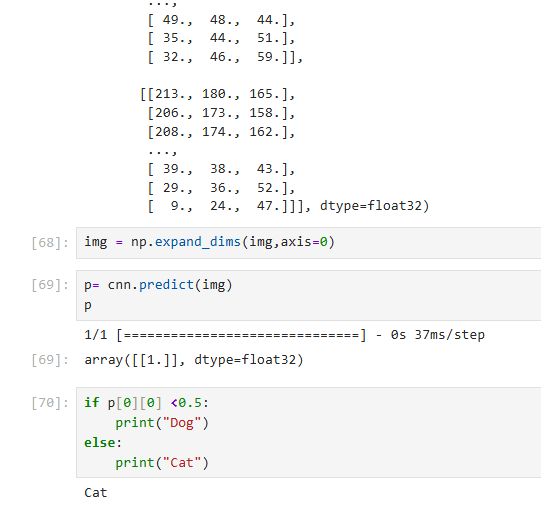 ...,
[ 49., 48., 44.],
[ 35., 44., 51.],
[ 32., 46., 59.]],
[[213., 180., 165.],
[206., 173., 158.],
[208., 174., 162.],
...,
[ 39., 38., 43.],
[ 29., 36., 52.],
[ 9., 24., 47.]]], dtype=float32)
[68]: img = np.expand_dims(img,axis=0)
[69]: p= cnn.predict(img)
p
1/1 [==============================] - 0s 37ms/step
[69]: array([[1.]], dtype=float32)
[70]: if p[0][0] <0.5:
    print("Dog")
else:
    print("Cat")
Cat